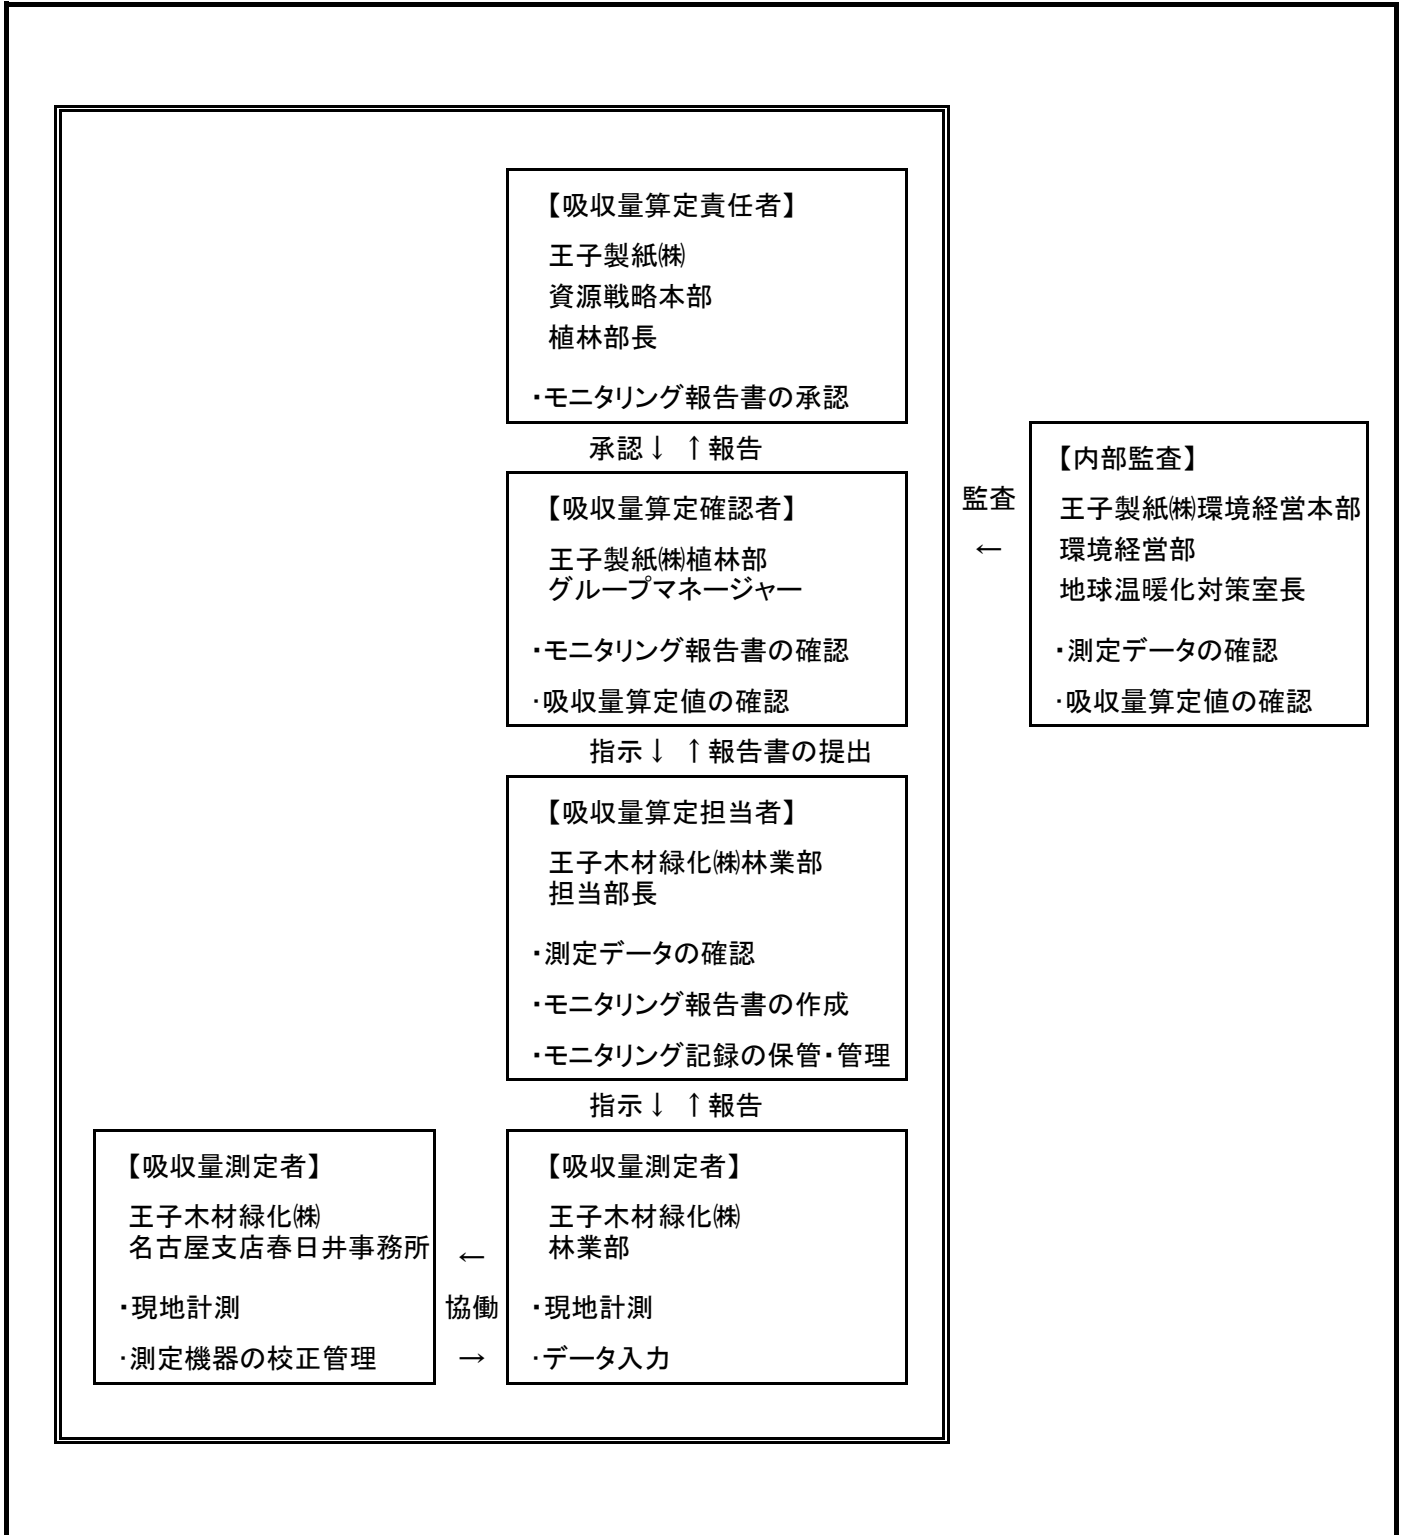 【吸収量算定責任者】
王子製紙㈱
資源戦略本部
植林部長
・モニタリング報告書の承認
承認↓ ↑報告
【吸収量算定確認者】
王子製紙㈱植林部
グループマネージャー
・モニタリング報告書の確認
・吸収量算定値の確認
監査
←
【内部監査】
王子製紙㈱環境経営本部
環境経営部
地球温暖化対策室長
・測定データの確認
・吸収量算定値の確認
指示↓ ↑報告書の提出
【吸収量算定担当者】
王子木材緑化㈱林業部
担当部長
・測定データの確認
・モニタリング報告書の作成
・モニタリング記録の保管・管理
指示↓ ↑報告
【吸収量測定者】
王子木材緑化㈱
名古屋支店春日井事務所
・現地計測
・測定機器の校正管理
←
協働
→
【吸収量測定者】
王子木材緑化㈱
林業部
・現地計測
・データ入力